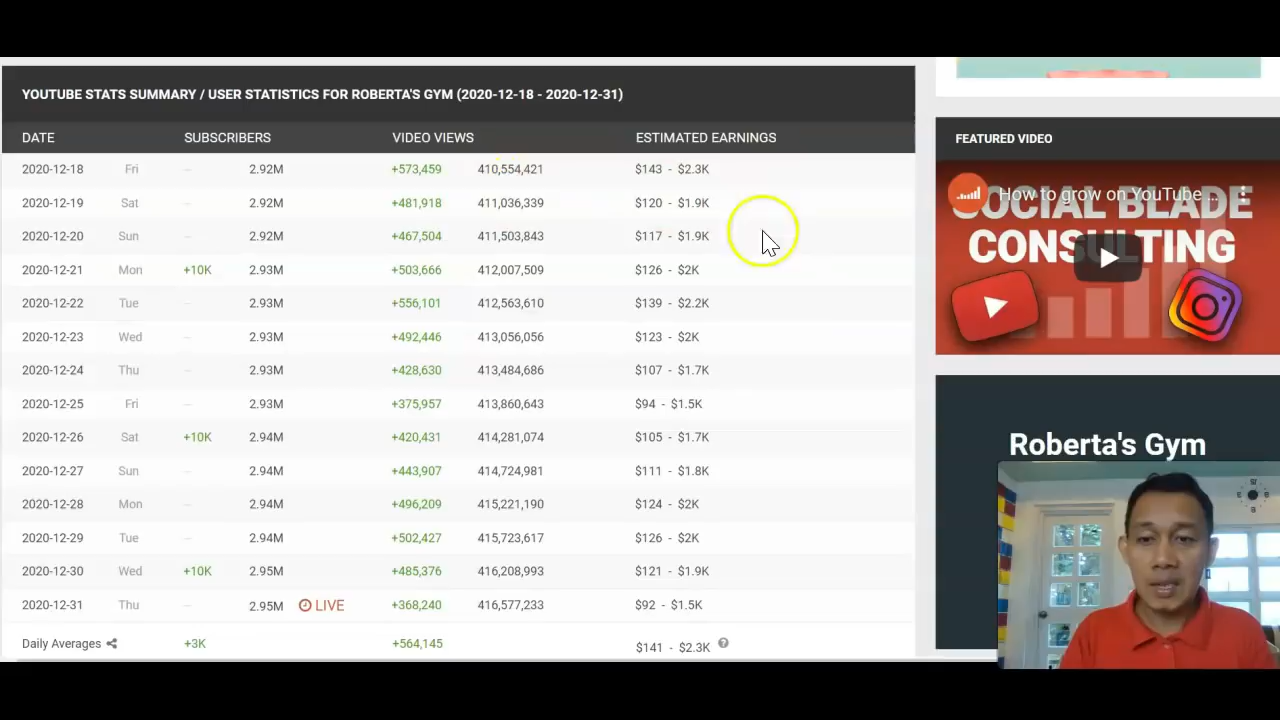 YOUTUBE STATS SUMMARY / USER STATISTICS FOR ROBERTA'S GYM (2020-12-18 - 2020-12-31)
DATE SUBSCRIBERS VIDEO VIEWS ESTIMATED EARNINGS
2020-12-18 Fri -- 2.92M +573,459 410,554,421 $143 - $2.3K
2020-12-19 Sat -- 2.92M +481,918 411,036,339 $120 - $1.9K
2020-12-20 Sun -- 2.92M +467,504 411,503,843 $117 - $1.9K
2020-12-21 Mon +10K 2.93M +503,666 412,007,509 $126 - $2K
2020-12-22 Tue -- 2.93M +556,101 412,563,610 $139 - $2.2K
2020-12-23 Wed -- 2.93M +492,446 413,056,056 $123 - $2K
2020-12-24 Thu -- 2.93M +428,630 413,484,686 $107 - $1.7K
2020-12-25 Fri -- 2.93M +375,957 413,860,643 $94 - $1.5K
2020-12-26 Sat +10K 2.94M +420,431 414,281,074 $105 - $1.7K
2020-12-27 Sun -- 2.94M +443,907 414,724,981 $111 - $1.8K
2020-12-28 Mon -- 2.94M +496,209 415,221,190 $124 - $2K
2020-12-29 Tue -- 2.94M +502,427 415,723,617 $126 - $2K
2020-12-30 Wed +10K 2.95M +485,376 416,208,993 $121 - $1.9K
2020-12-31 Thu -- 2.95M LIVE +368,240 416,577,233 $92 - $1.5K
Daily Averages +3K +564,145 $141 - $2.3K ?
FEATURED VIDEO
How to grow on YouTube ...
SOCIAL BLADE
CONSULTING
Roberta's Gym